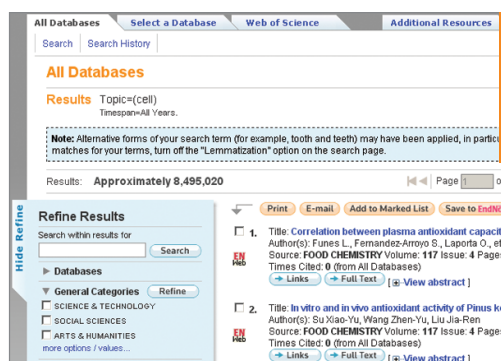 All Databases Select a Database Web of Science Additional Resources
Search Search History
All Databases
Results Topic=(cell)
Timespan=All Years.
Note: Alternative forms of your search term (for example, tooth and teeth) may have been applied, in particu
matches for your terms, turn off the "Lemmatization" option on the search page.
Results: Approximately 8,495,020 Page 1 o
Hide Refine
Refine Results
Search within results for
Search
Databases
General Categories Refine
SCIENCE & TECHNOLOGY
SOCIAL SCIENCES
ARTS & HUMANITIES
more options / values...
Print E-mail Add to Marked List Save to EndNo
1. Title: Correlation between plasma antioxidant capacit
Author(s): Funes L., Fernandez-Arroyo S., Laporta O., et
Source: FOOD CHEMISTRY Volume: 117 Issue: 4 Pages
EN Web
Times Cited: 0 (from All Databases)
Links Full Text [ View abstract ]
2. Title: In vitro and in vivo antioxidant activity of Pinus k
Author(s): Su Xiao-Yu, Wang Zhen-Yu, Liu Jia-Ren
Source: FOOD CHEMISTRY Volume: 117 Issue: 4 Pages
EN Web
Times Cited: 0 (from All Databases)
Links Full Text [ View abstract ]